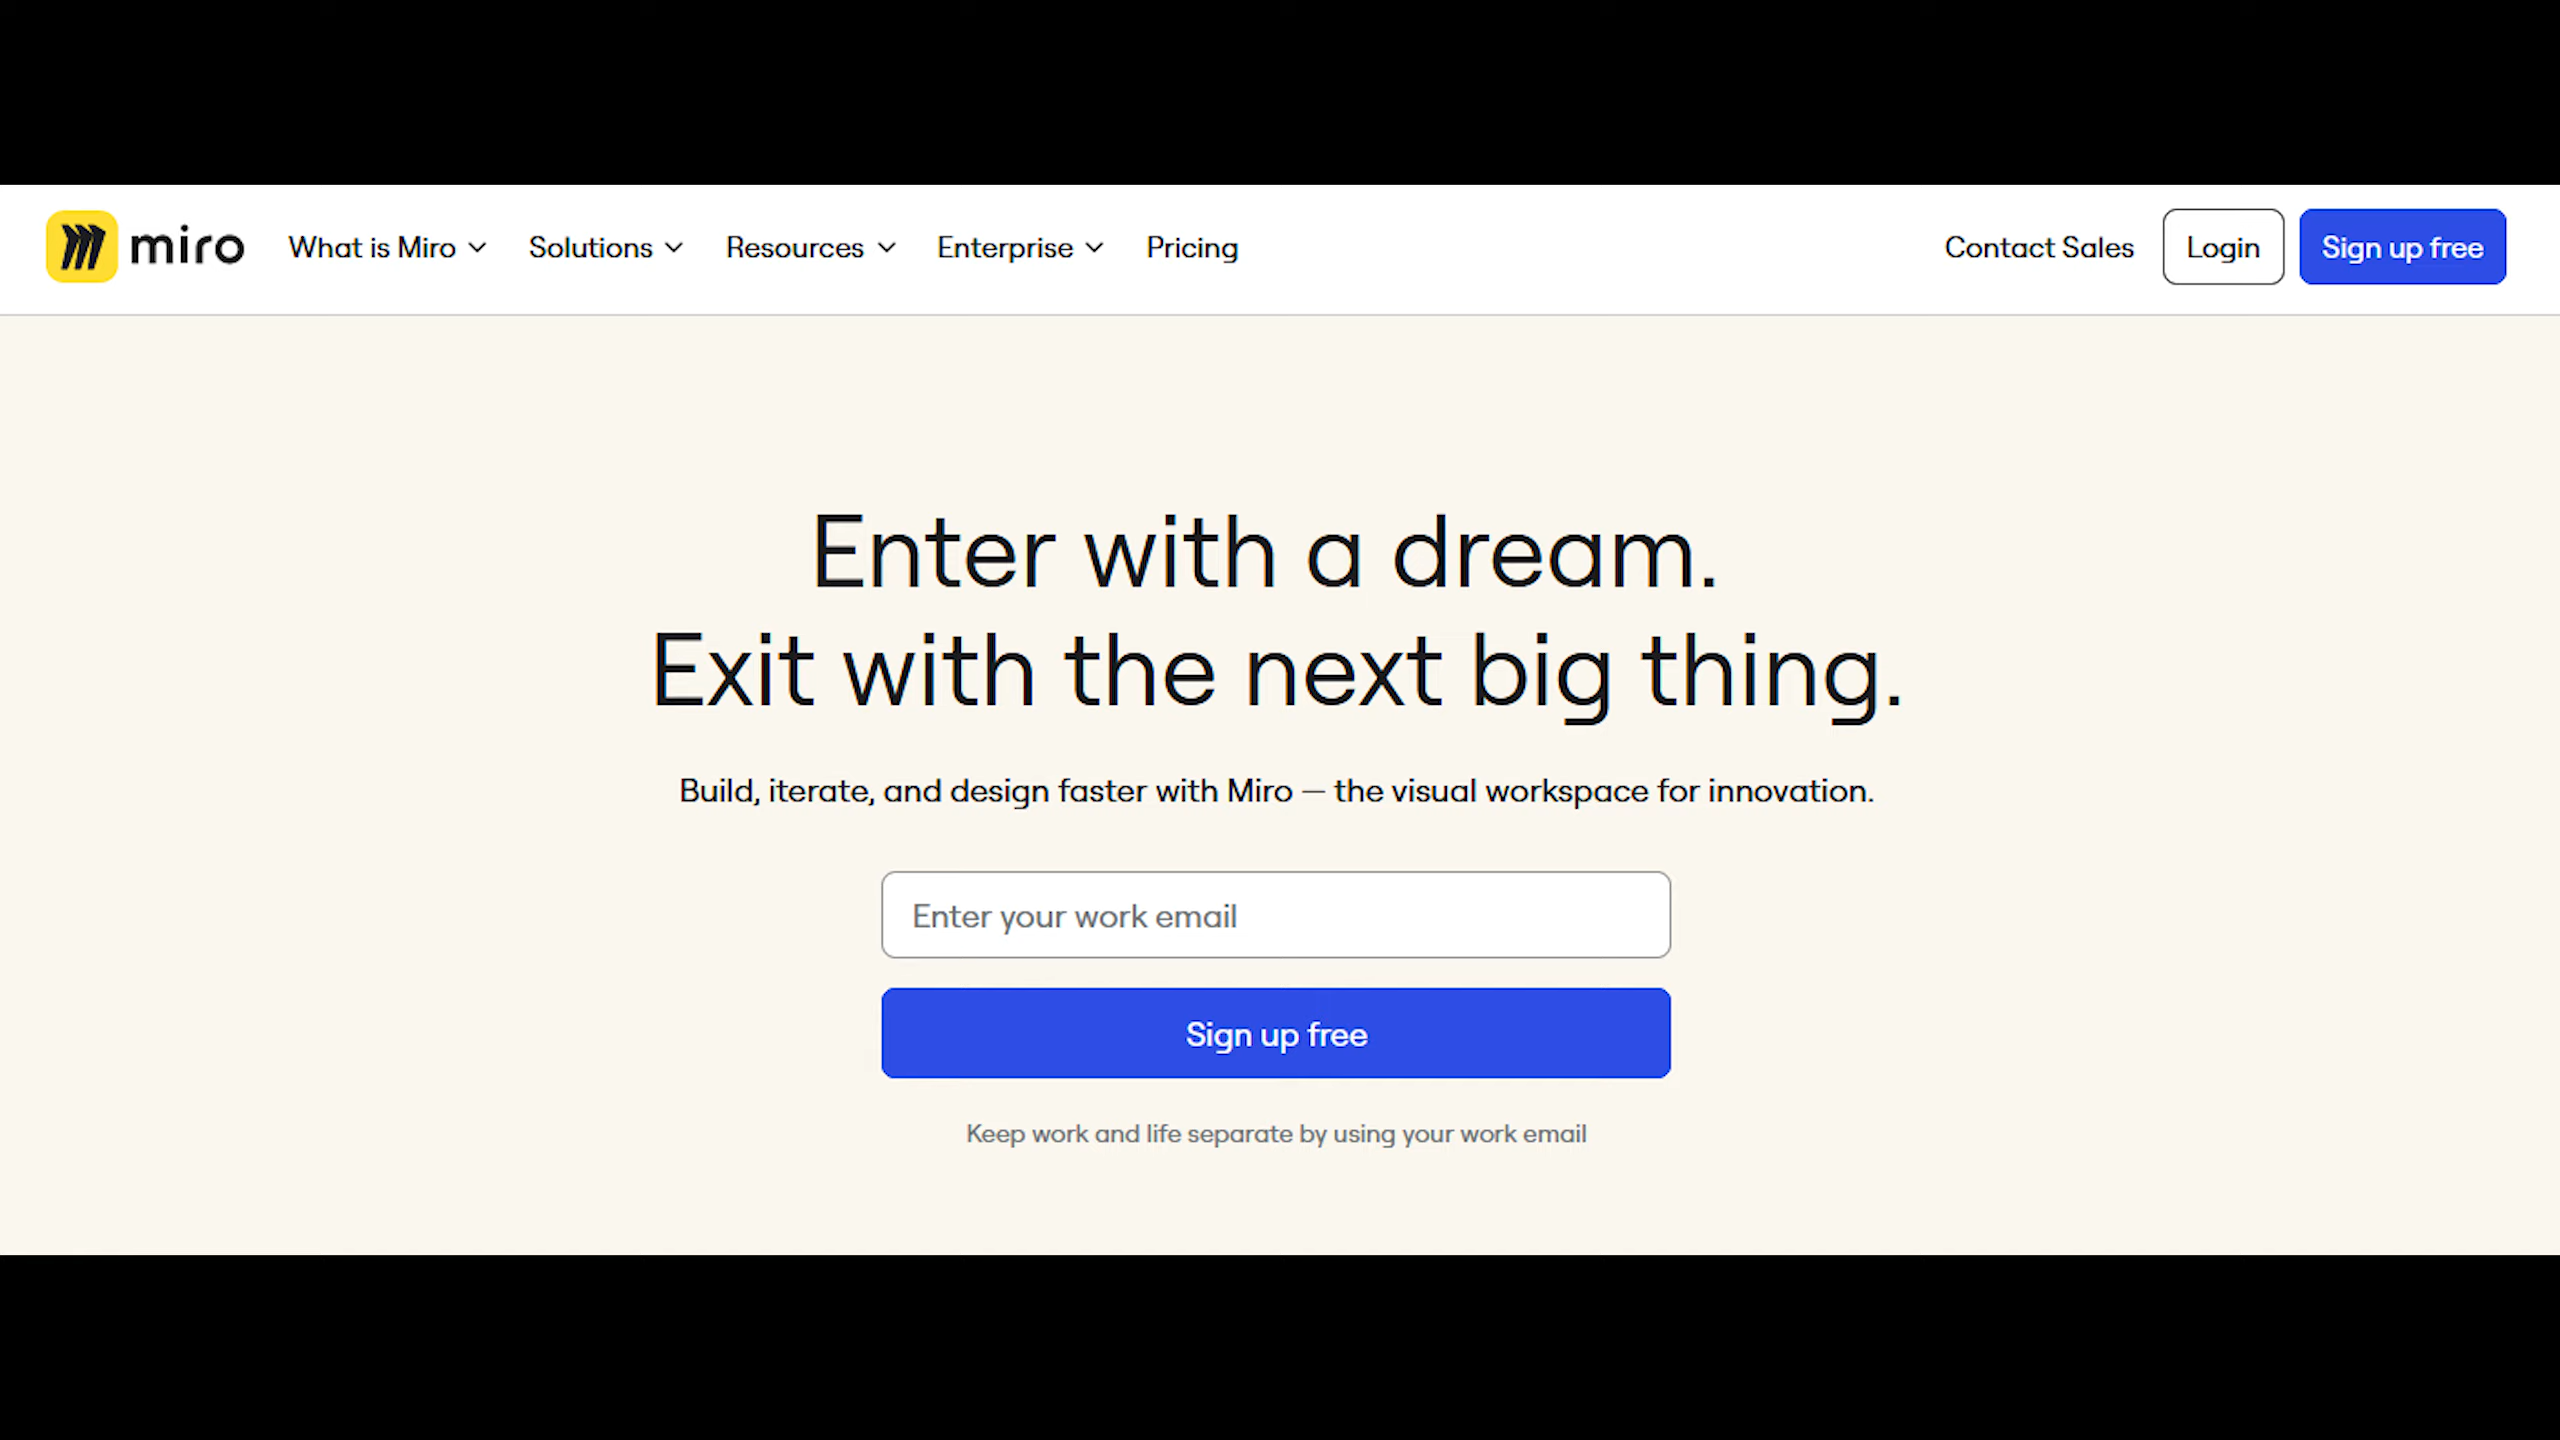 miro What is Miro Solutions Resources Enterprise Pricing Contact Sales Login Sign up free
Enter with a dream.
Exit with the next big thing.
Build, iterate, and design faster with Miro — the visual workspace for innovation.
Enter your work email
Sign up free
Keep work and life separate by using your work email